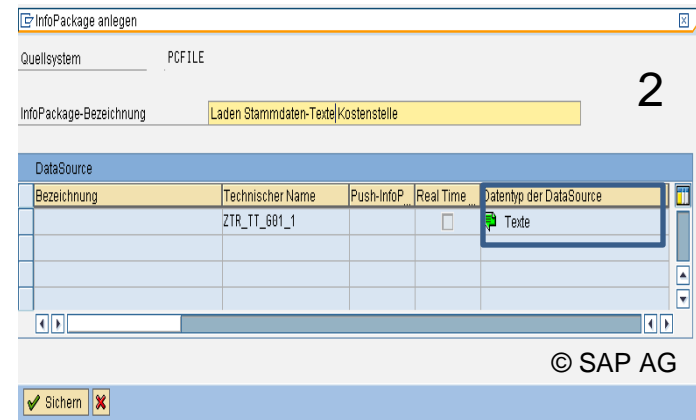 InfoPackage anlegen
Quellsystem PCFILE
2
InfoPackage-Bezeichnung Laden Stammdaten-Texte Kostenstelle
DataSource
Bezeichnung Technischer Name Push-InfoP... Real Time ... Datentyp der DataSource
ZTR_TT_G01_1 Texte
© SAP AG
Sichern